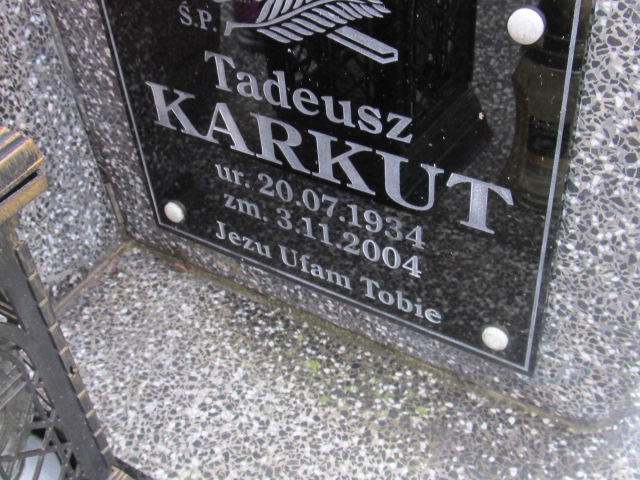 Ś.P.
Tadeusz
KARKUT
ur. 20.07.1934
zm. 3.11.2004
Jezu Ufam Tobie